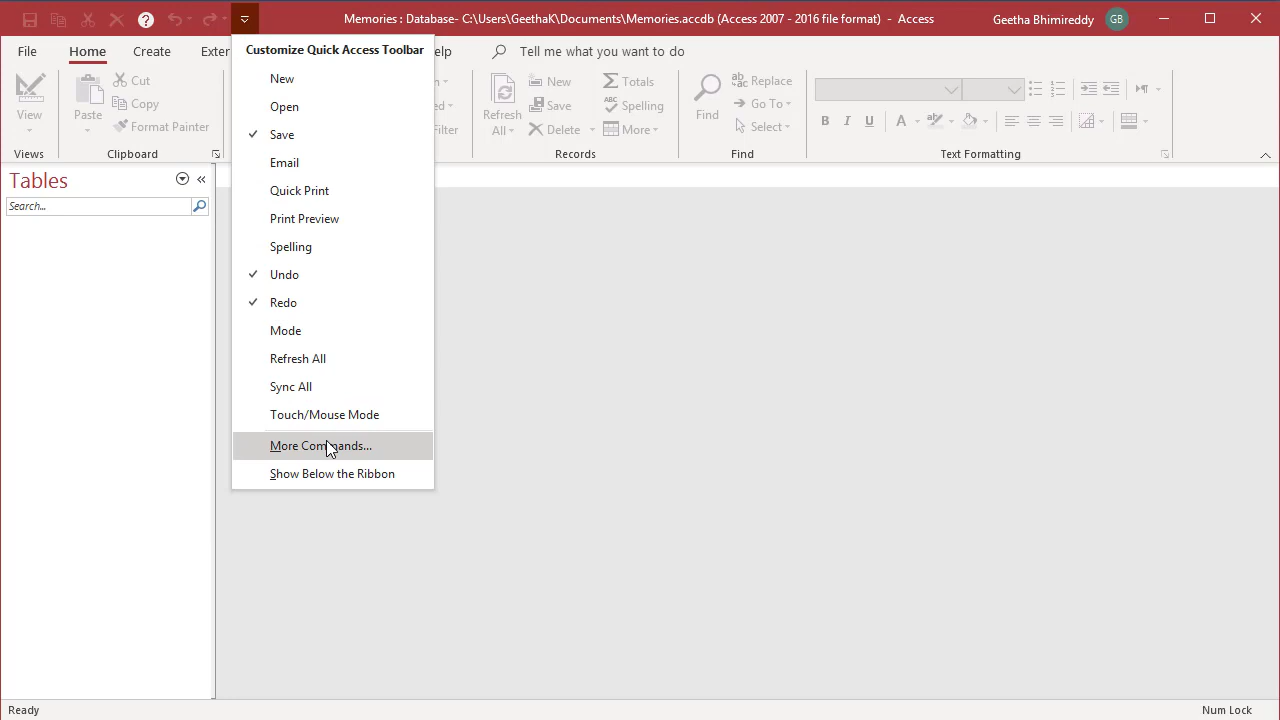 Memories : Database- C:\Users\GeethaK\Documents\Memories.accdb (Access 2007 - 2016 file format) - Access
Geetha Bhimireddy GB
File Home Create Exter elp Tell me what you want to do
Customize Quick Access Toolbar
New
Open
Save
Email
Quick Print
Print Preview
Spelling
Undo
Redo
Mode
Refresh All
Sync All
Touch/Mouse Mode
More Commands...
Show Below the Ribbon
View
Views
Paste
Cut
Copy
Format Painter
Clipboard
ilter
Refresh
All
New
Save
Delete
Totals
Spelling
More
Records
Find
Replace
Go To
Select
Find
B I U A ab
Text Formatting
Tables
Search...
Ready
Num Lock